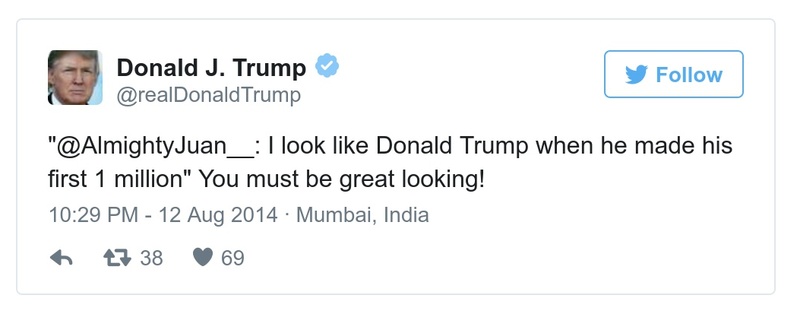 Donald J. Trump
@realDonaldTrump
Follow
"@AlmightyJuan__: I look like Donald Trump when he made his
first 1 million" You must be great looking!
10:29 PM - 12 Aug 2014 · Mumbai, India
38 69